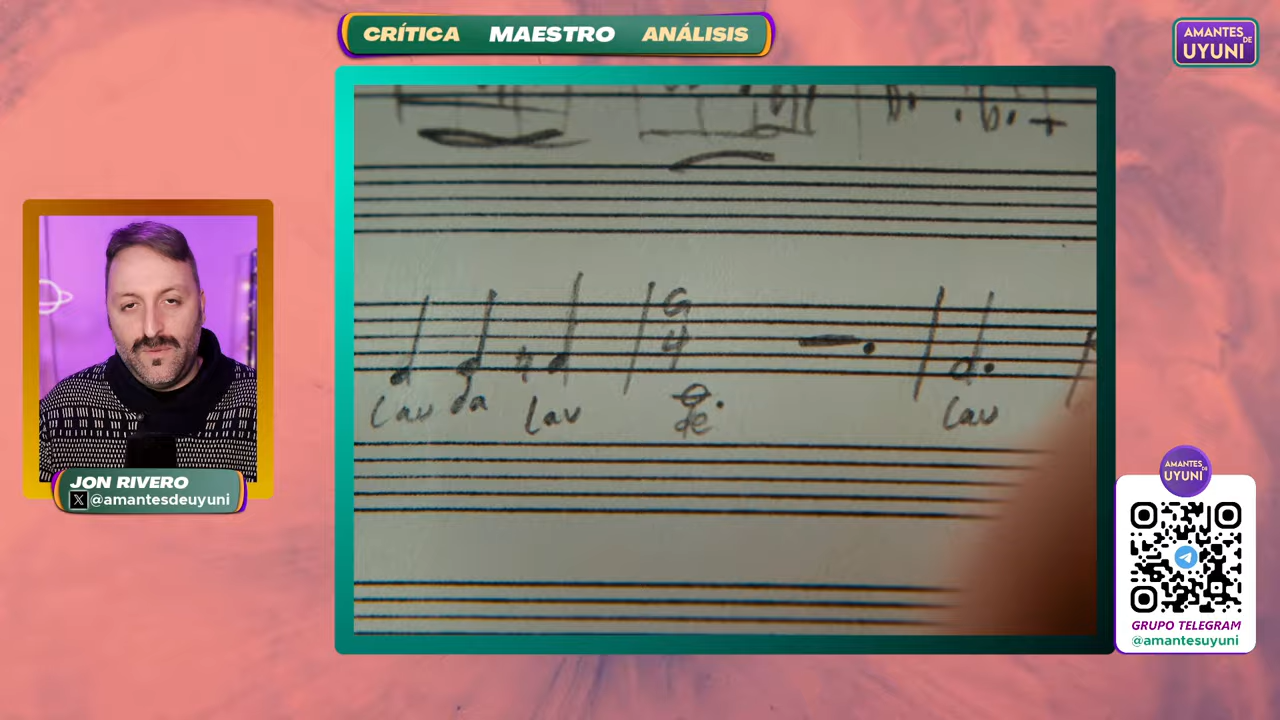 CRÍTICA MAESTRO ANÁLISIS
AMANTES DE UYUNI
6
4
Lau da Lau de Lau
JON RIVERO
X @amantesdeuyuni
AMANTES DE UYUNI
GRUPO TELEGRAM
@amantesuyuni